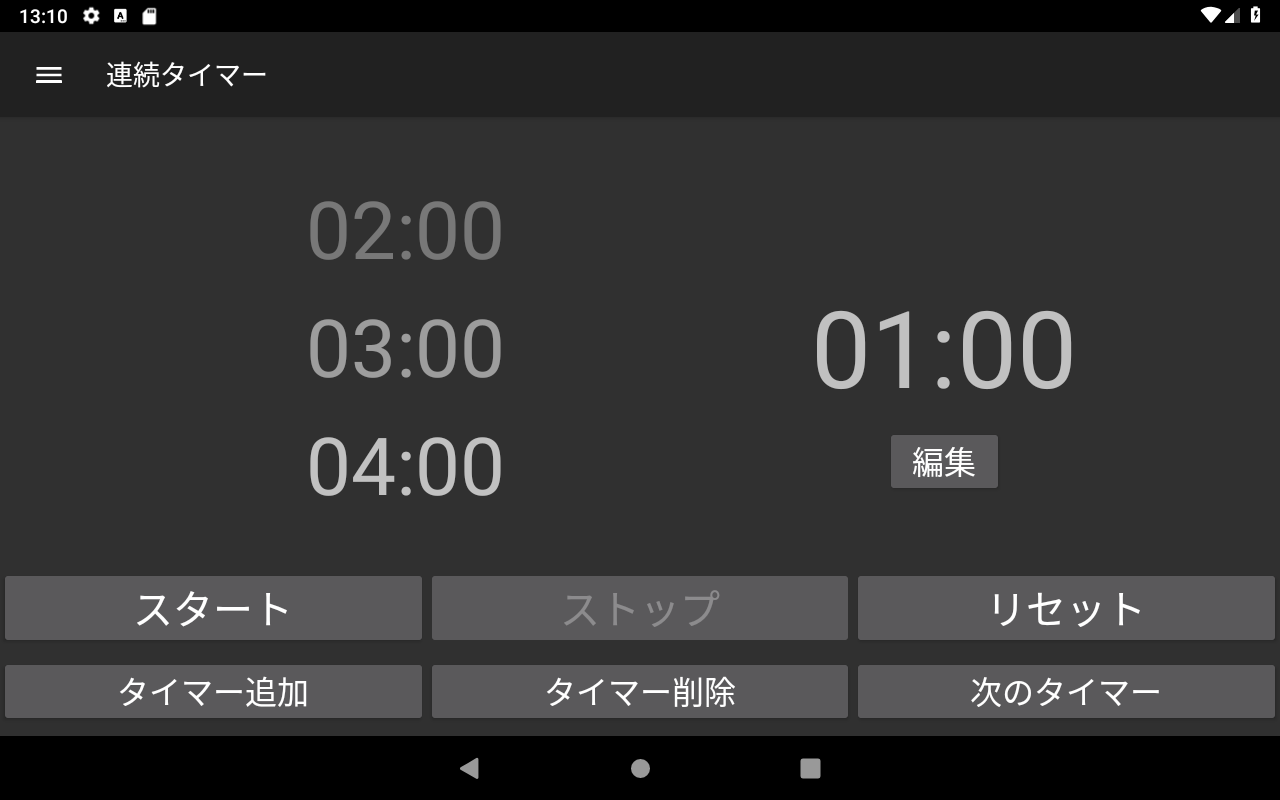 13:10
連続タイマー
02:00
03:00
04:00
01:00
編集
スタート
ストップ
リセット
タイマー追加
タイマー削除
次のタイマー